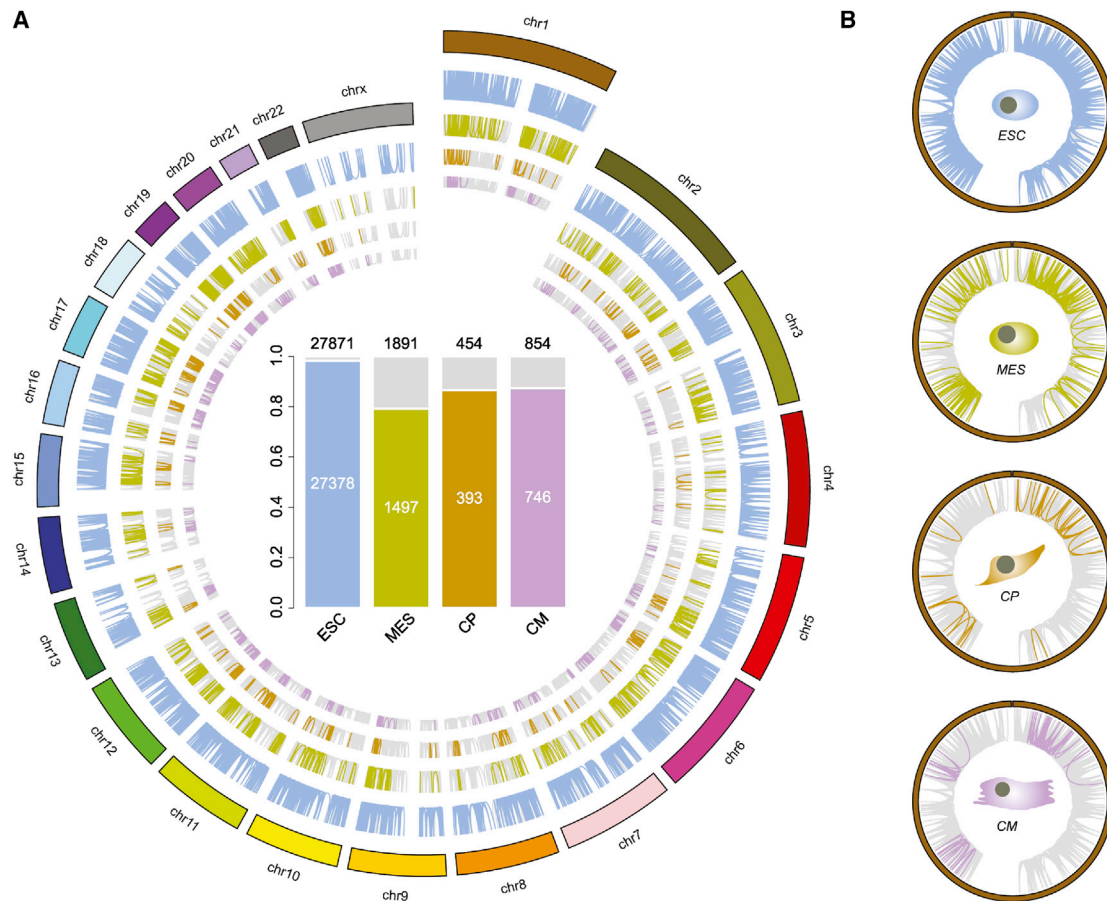 A
B
chr1
chr2
chr3
chr4
chr5
chr6
chr7
chr8
chr9
chr10
chr11
chr12
chr13
chr14
chr15
chr16
chr17
chr18
chr19
chr20
chr21
chr22
chrx
27871 1891 454 854
1.0
0.8
0.6
0.4
0.2
0.0
27378 1497 393 746
ESC MES CP CM
ESC
MES
CP
CM